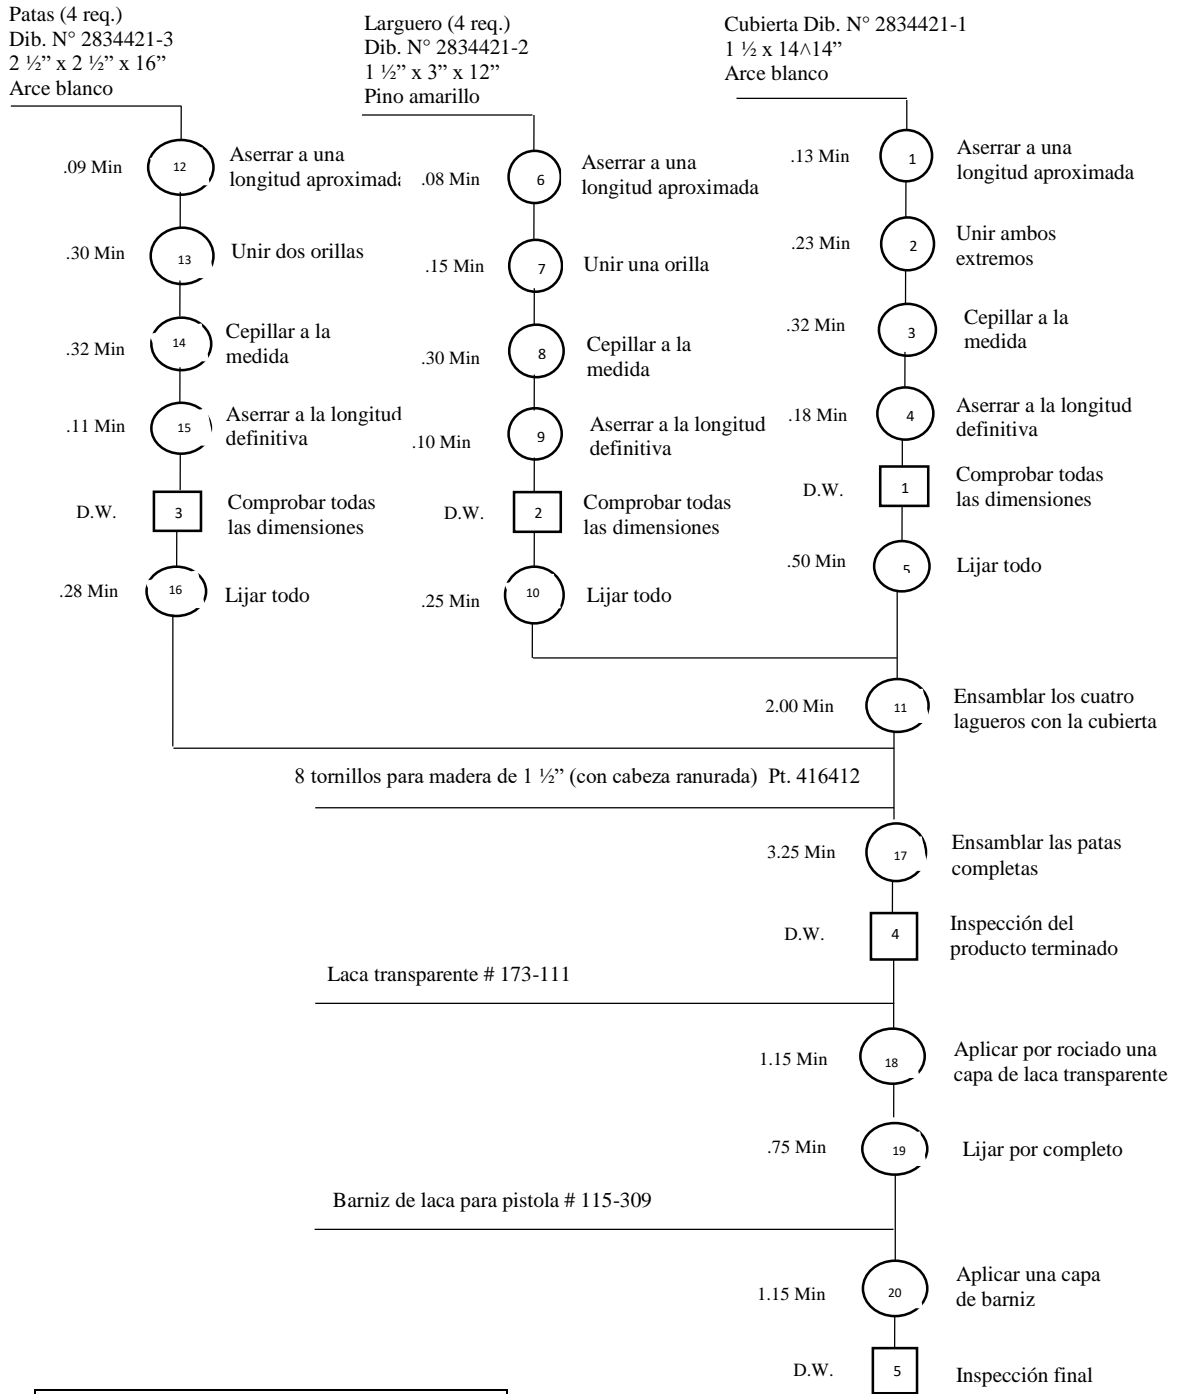 Patas (4 req.)
Dib. N° 2834421-3
2 ½” x 2 ½” x 16”
Arce blanco
Larguero (4 req.)
Dib. N° 2834421-2
1 ½” x 3” x 12”
Pino amarillo
Cubierta Dib. N° 2834421-1
1 ½ x 14^14”
Arce blanco
.09 Min
12
Aserrar a una
longitud aproximada
.30 Min
13
Unir dos orillas
.32 Min
14
Cepillar a la
medida
.11 Min
15
Aserrar a la longitud
definitiva
D.W.
3
Comprobar todas
las dimensiones
.28 Min
16
Lijar todo
.08 Min
6
Aserrar a una
longitud aproximada
.15 Min
7
Unir una orilla
.30 Min
8
Cepillar a la
medida
.10 Min
9
Aserrar a la longitud
definitiva
D.W.
2
Comprobar todas
las dimensiones
.25 Min
10
Lijar todo
.13 Min
1
Aserrar a una
longitud aproximada
.23 Min
2
Unir ambos
extremos
.32 Min
3
Cepillar a la
medida
.18 Min
4
Aserrar a la longitud
definitiva
D.W.
1
Comprobar todas
las dimensiones
.50 Min
5
Lijar todo
2.00 Min
11
Ensamblar los cuatro
lagueros con la cubierta
8 tornillos para madera de 1 ½” (con cabeza ranurada) Pt. 416412
3.25 Min
17
Ensamblar las patas
completas
D.W.
4
Inspección del
producto terminado
Laca transparente # 173-111
1.15 Min
18
Aplicar por rociado una
capa de laca transparente
.75 Min
19
Lijar por completo
Barniz de laca para pistola # 115-309
1.15 Min
20
Aplicar una capa
de barniz
D.W.
5
Inspección final